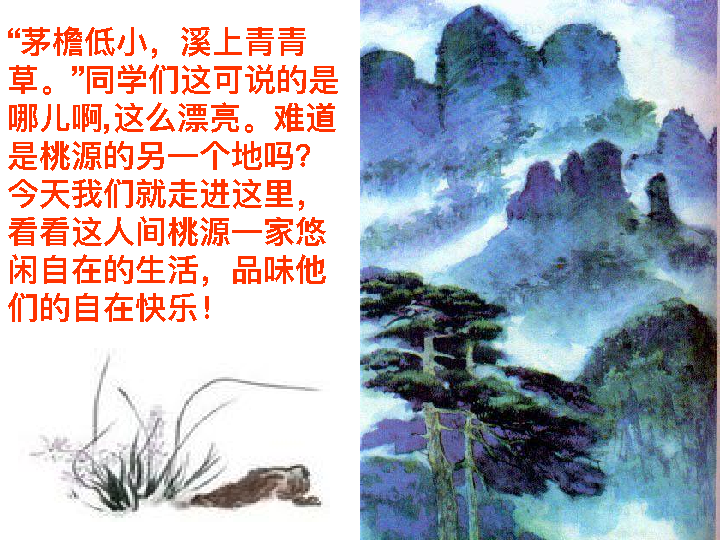 “茅檐低小，溪上青青
草。”同学们这可说的是
哪儿啊,这么漂亮。难道
是桃源的另一个地吗？
今天我们就走进这里，
看看这人间桃源一家悠
闲自在的生活，品味他
们的自在快乐！